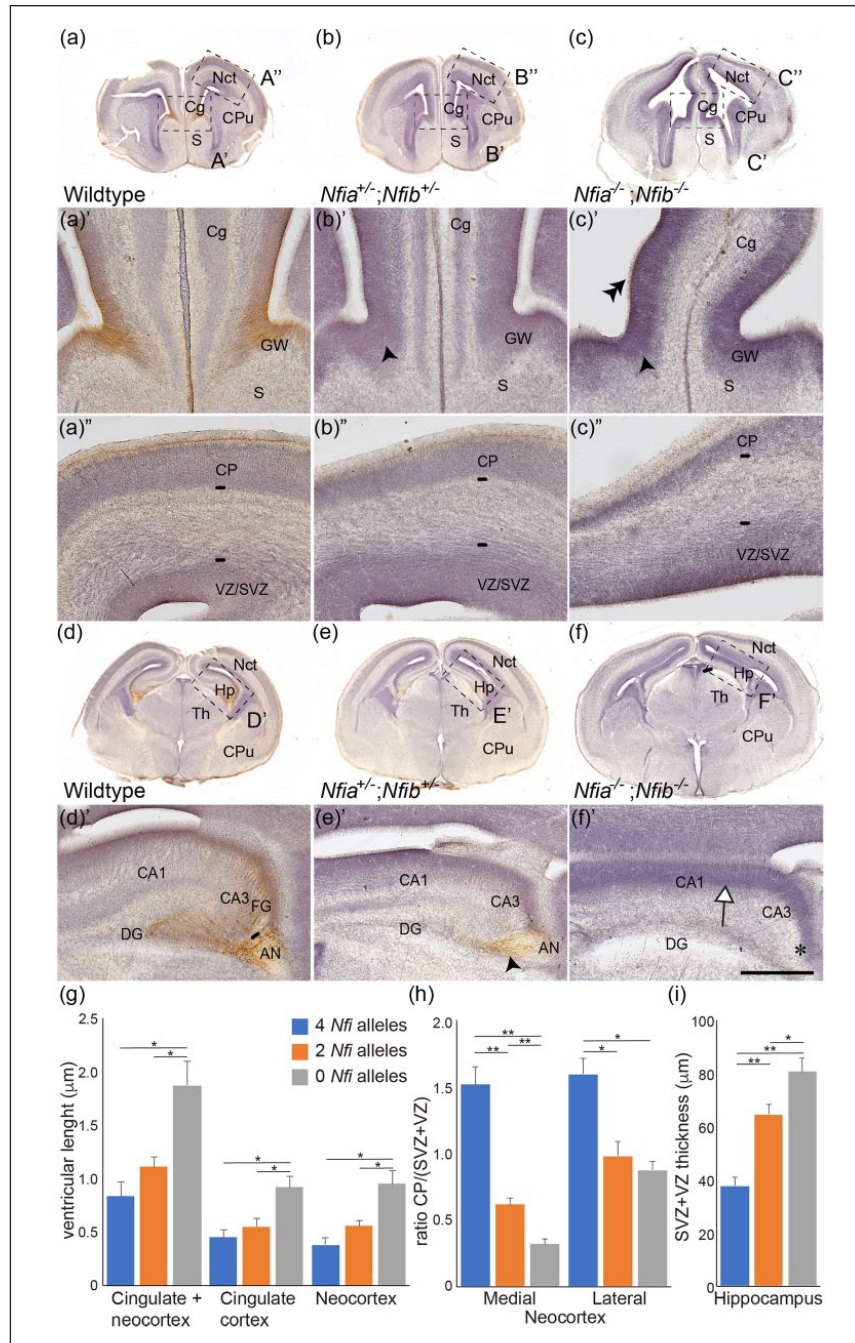 (a) (b) (c)
Nct A'' Nct B'' Nct C''
Cg Cg Cg
CPu CPu CPu
S S S
A' B' C'
Wildtype Nfia+/-;Nfib+/- Nfia-/-;Nfib-/-
(a)' (b)' (c)'
Cg Cg Cg
GW GW GW
S S S
(a)" (b)" (c)"
CP CP CP
VZ/SVZ VZ/SVZ VZ/SVZ
(d) (e) (f)
Nct Nct Nct
Hp Hp Hp
Th D' Th E' Th F'
CPu CPu CPu
Wildtype Nfia+/-;Nfib+/- Nfia-/-;Nfib-/-
(d)' (e)' (f)'
CA1 CA1 CA1
CA3 CA3 CA3
FG
DG DG DG
AN AN *
(g) (h) (i)
4 Nfi alleles
2 Nfi alleles
0 Nfi alleles
ventricular lenght (μm)
2.5
2.0
1.5
1.0
0.5
0
* * * * * *
Cingulate + neocortex
Cingulate cortex
Neocortex
ratio CP/(SVZ+VZ)
2.0
1.5
1.0
0.5
0.0
** ** ** * *
Medial Lateral
Neocortex
SVZ+VZ thickness (μm)
100
80
60
40
20
0
* ** **
Hippocampus